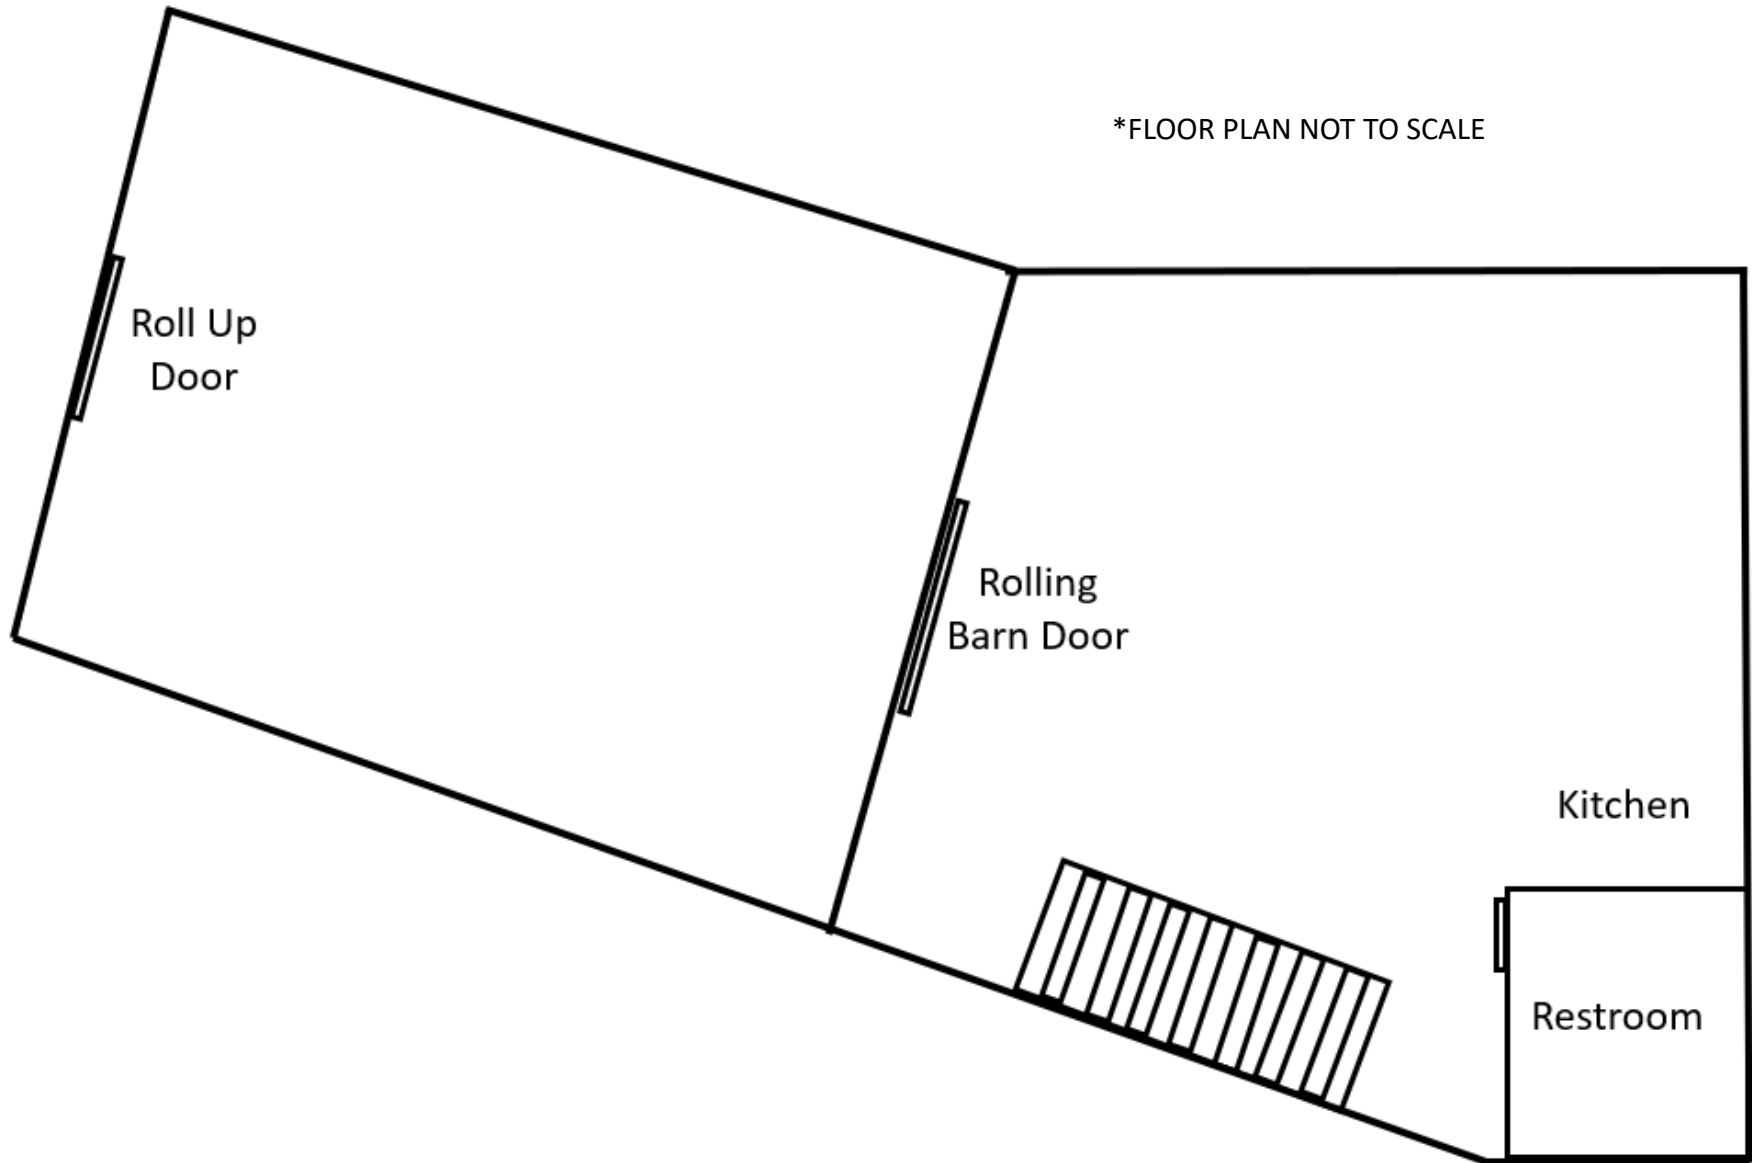 *FLOOR PLAN NOT TO SCALE
Roll Up
Door
Rolling
Barn Door
Kitchen
Restroom